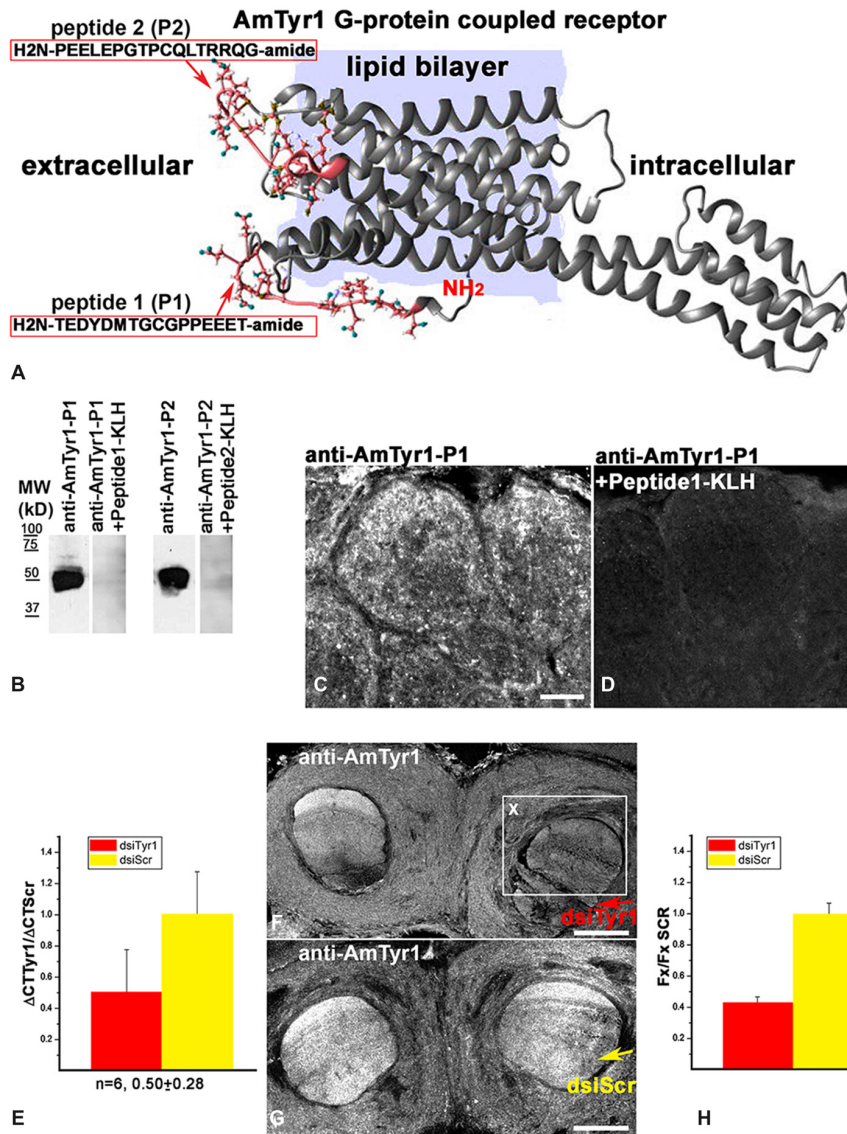 AmTyr1 G-protein coupled receptor
peptide 2 (P2)
H2N-PEELEPGTPCQLTRRQG-amide
lipid bilayer
extracellular
intracellular
NH2
peptide 1 (P1)
H2N-TEDYDMTGCGPPEEET-amide
A
MW
(kD)
100
75
50
37
anti-AmTyr1-P1
anti-AmTyr1-P1
+Peptide1-KLH
anti-AmTyr1-P2
anti-AmTyr1-P2
+Peptide2-KLH
B
anti-AmTyr1-P1
C
anti-AmTyr1-P1
+Peptide1-KLH
D
ΔCTTyr1/ΔCTScr
1.4
1.2
1.0
0.8
0.6
0.4
0.2
dsiTyr1
dsiScr
n=6, 0.50±0.28
E
anti-AmTyr1
x
dsiTyr1
F
anti-AmTyr1
dsiScr
G
Fx/Fx SCR
1.4
1.2
1.0
0.8
0.6
0.4
0.2
dsiTyr1
dsiScr
H